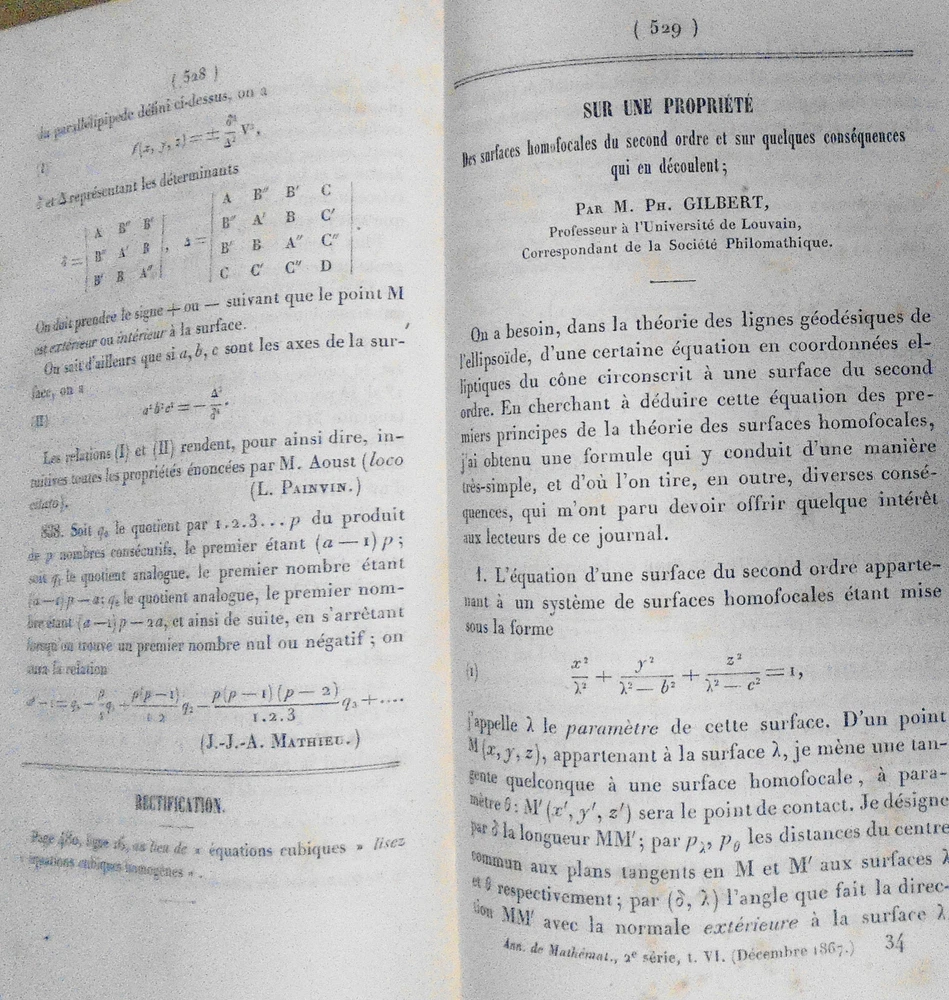 ( 528 )
du parallélipipède défini ci-dessus, on a
(I) f(x, y, z) = ± δ⁴/Δ² V²,
δ et Δ représentant les déterminants
δ = | A B″ B′ | , Δ = | A B″ B′ C | .
| B″ A′ B | | B″ A′ B C′ |
| B′ B A″ | | B′ B A″ C″ |
| C C′ C″ D |
On doit prendre le signe + ou — suivant que le point M
est extérieur ou intérieur à la surface.
On sait d'ailleurs que si a, b, c sont les axes de la sur-
face, on a
(II) a² b² c² = — Δ³/δ⁴ .
Les relations (I) et (II) rendent, pour ainsi dire, in-
tuitives toutes les propriétés énoncées par M. Aoust (loco
citato).
(L. PAINVIN.)
828. Soit q₀ le quotient par 1.2.3...p du produit
de p nombres consécutifs, le premier étant (a — 1) p ;
soit q₁ le quotient analogue, le premier nombre étant
(a—1)p — a; q₂ le quotient analogue, le premier nom-
bre étant (a—1)p — 2a, et ainsi de suite, en s'arrêtant
lorsqu'on trouve un premier nombre nul ou négatif ; on
aura la relation
— 1 = q₀ — p/1 q₁ + p(p—1)/1.2 q₂ — p(p—1)(p—2)/1.2.3 q₃ + ....
(J.-J.-A. MATHIEU.)
RECTIFICATION.
Page 480, ligne 16, au lieu de « équations cubiques » lisez
« équations cubiques homogènes ».
( 529 )
SUR UNE PROPRIÉTÉ
Des surfaces homofocales du second ordre et sur quelques conséquences
qui en découlent ;
PAR M. PH. GILBERT,
Professeur à l'Université de Louvain,
Correspondant de la Société Philomathique.
On a besoin, dans la théorie des lignes géodésiques de
l'ellipsoïde, d'une certaine équation en coordonnées el-
liptiques du cône circonscrit à une surface du second
ordre. En cherchant à déduire cette équation des pre-
miers principes de la théorie des surfaces homofocales,
j'ai obtenu une formule qui y conduit d'une manière
très-simple, et d'où l'on tire, en outre, diverses consé-
quences, qui m'ont paru devoir offrir quelque intérêt
aux lecteurs de ce journal.
1. L'équation d'une surface du second ordre apparte-
nant à un système de surfaces homofocales étant mise
sous la forme
(1) x²/λ² + y²/(λ² — b²) + z²/(λ² — c²) = 1,
j'appelle λ le paramètre de cette surface. D'un point
M(x, y, z), appartenant à la surface λ, je mène une tan-
gente quelconque à une surface homofocale, à para-
mètre θ : M′(x′, y′, z′) sera le point de contact. Je désigne
par δ la longueur MM′ ; par pλ, pθ les distances du centre
commun aux plans tangents en M et M′ aux surfaces λ
et θ respectivement ; par (δ, λ) l'angle que fait la direc-
tion MM′ avec la normale extérieure à la surface λ
Ann. de Mathémat., 2e série, t. VI. (Décembre 1867.) 34